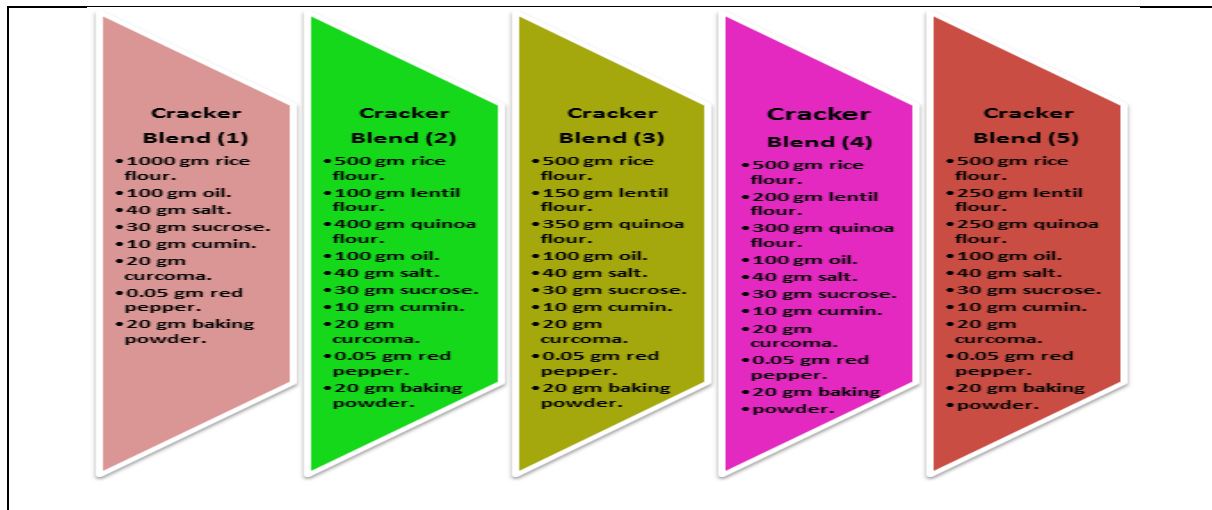 Cracker
Blend (1)
•1000 gm rice
flour.
•100 gm oil.
•40 gm salt.
•30 gm sucrose.
•10 gm cumin.
•20 gm
curcoma.
•0.05 gm red
pepper.
•20 gm baking
powder.
Cracker
Blend (2)
•500 gm rice
flour.
•100 gm lentil
flour.
•400 gm quinoa
flour.
•100 gm oil.
•40 gm salt.
•30 gm sucrose.
•10 gm cumin.
•20 gm
curcoma.
•0.05 gm red
pepper.
•20 gm baking
powder.
Cracker
Blend (3)
•500 gm rice
flour.
•150 gm lentil
flour.
•350 gm quinoa
flour.
•100 gm oil.
•40 gm salt.
•30 gm sucrose.
•10 gm cumin.
•20 gm
curcoma.
•0.05 gm red
pepper.
•20 gm baking
powder.
Cracker
Blend (4)
•500 gm rice
flour.
•200 gm lentil
flour.
•300 gm quinoa
flour.
•100 gm oil.
•40 gm salt.
•30 gm sucrose.
•10 gm cumin.
•20 gm
curcoma.
•0.05 gm red
pepper.
•20 gm baking
•powder.
Cracker
Blend (5)
•500 gm rice
flour.
•250 gm lentil
flour.
•250 gm quinoa
flour.
•100 gm oil.
•40 gm salt.
•30 gm sucrose.
•10 gm cumin.
•20 gm
curcoma.
•0.05 gm red
pepper.
•20 gm baking
•powder.